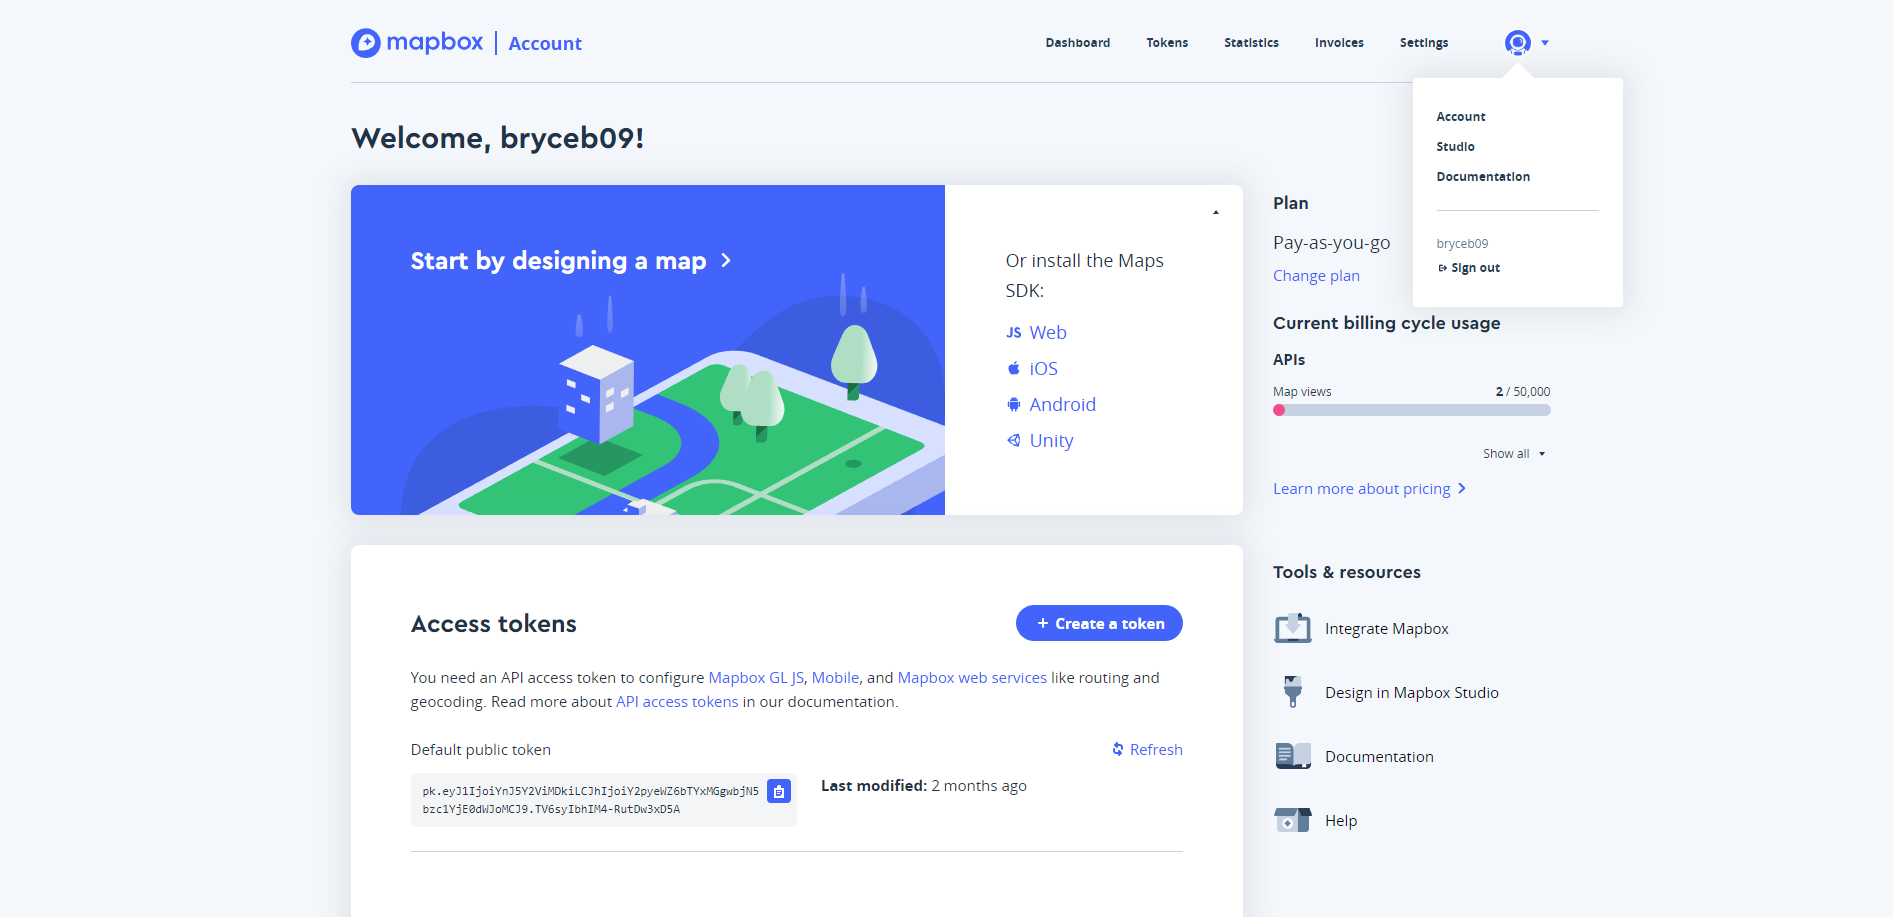 mapbox | Account
Dashboard
Tokens
Statistics
Invoices
Settings
Account
Studio
Documentation
bryceb09
Sign out
Welcome, bryceb09!
Start by designing a map
Or install the Maps
SDK:
JS Web
iOS
Android
Unity
Plan
Pay-as-you-go
Change plan
Current billing cycle usage
APIs
Map views 2 / 50,000
Show all
Learn more about pricing
Access tokens
+ Create a token
You need an API access token to configure Mapbox GL JS, Mobile, and Mapbox web services like routing and
geocoding. Read more about API access tokens in our documentation.
Default public token
Refresh
pk.eyJ1IjoiYnJ5Y2ViMDkiLCJhIjoiY2pyeWZ6bTYxMGgwbjN5
bzc1YjE0dWJoMCJ9.TV6syIbhIM4-RutDw3xD5A
Last modified: 2 months ago
Tools & resources
Integrate Mapbox
Design in Mapbox Studio
Documentation
Help